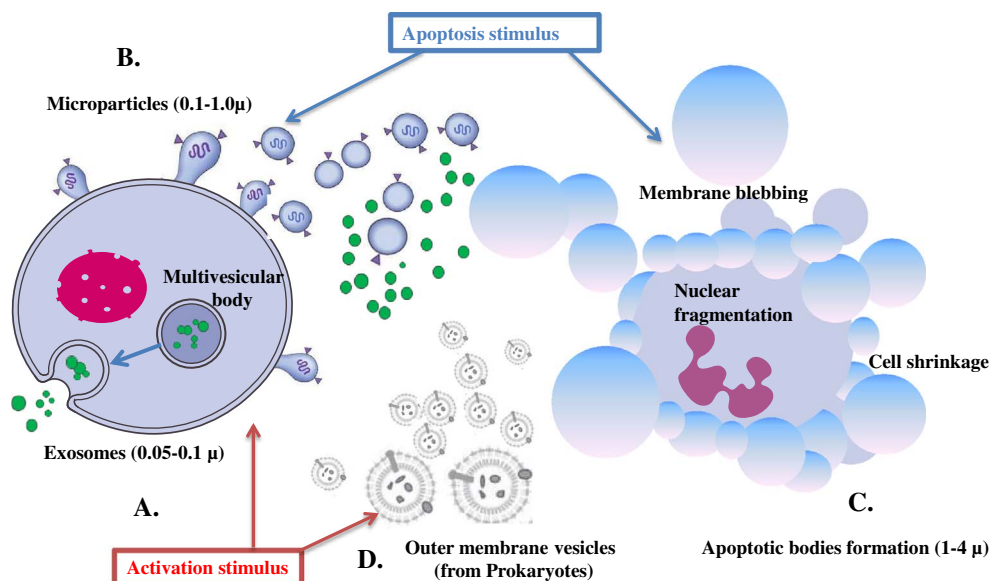 Apoptosis stimulus
B.
Microparticles (0.1-1.0µ)
Membrane blebbing
Multivesicular
body
Nuclear
fragmentation
Cell shrinkage
Exosomes (0.05-0.1 µ)
A.
C.
D.
Outer membrane vesicles
(from Prokaryotes)
Apoptotic bodies formation (1-4 µ)
Activation stimulus